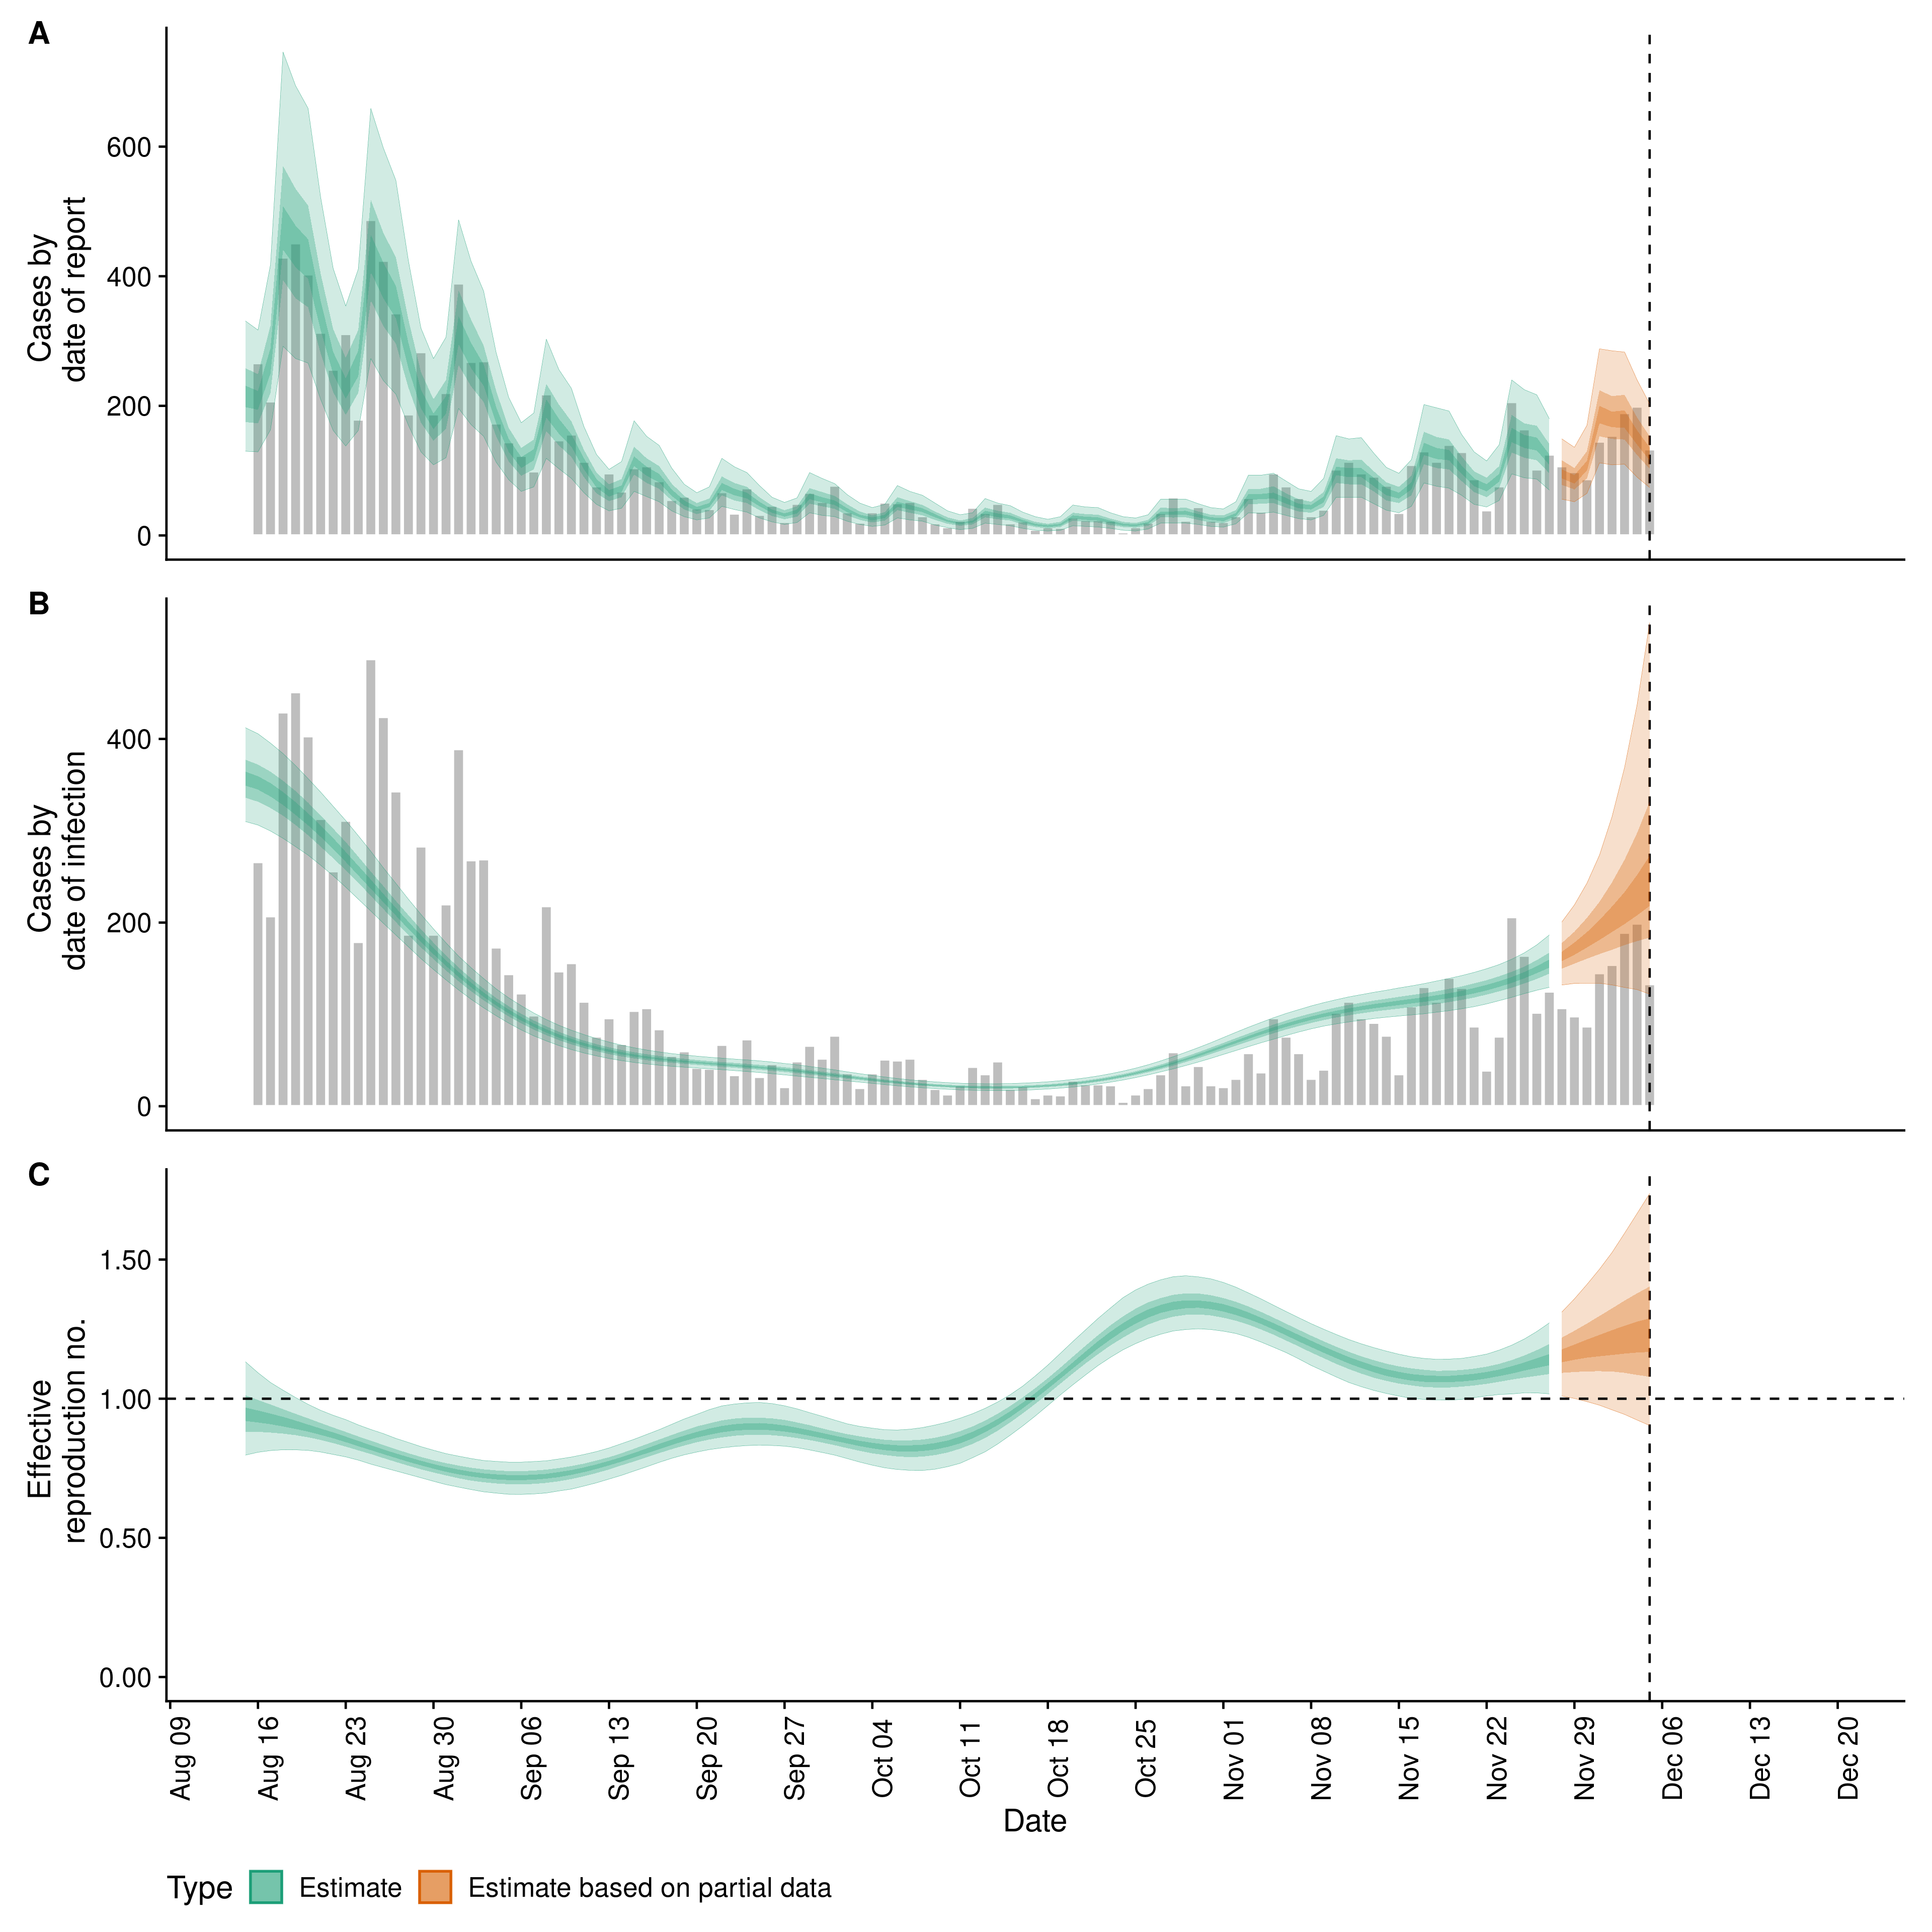 A
600
400
200
0
Cases by
date of report
B
400
200
0
Cases by
date of infection
C
1.50
1.00
0.50
0.00
Effective
reproduction no.
Aug 09
Aug 16
Aug 23
Aug 30
Sep 06
Sep 13
Sep 20
Sep 27
Oct 04
Oct 11
Oct 18
Oct 25
Nov 01
Nov 08
Nov 15
Nov 22
Nov 29
Dec 06
Dec 13
Dec 20
Date
Type Estimate Estimate based on partial data